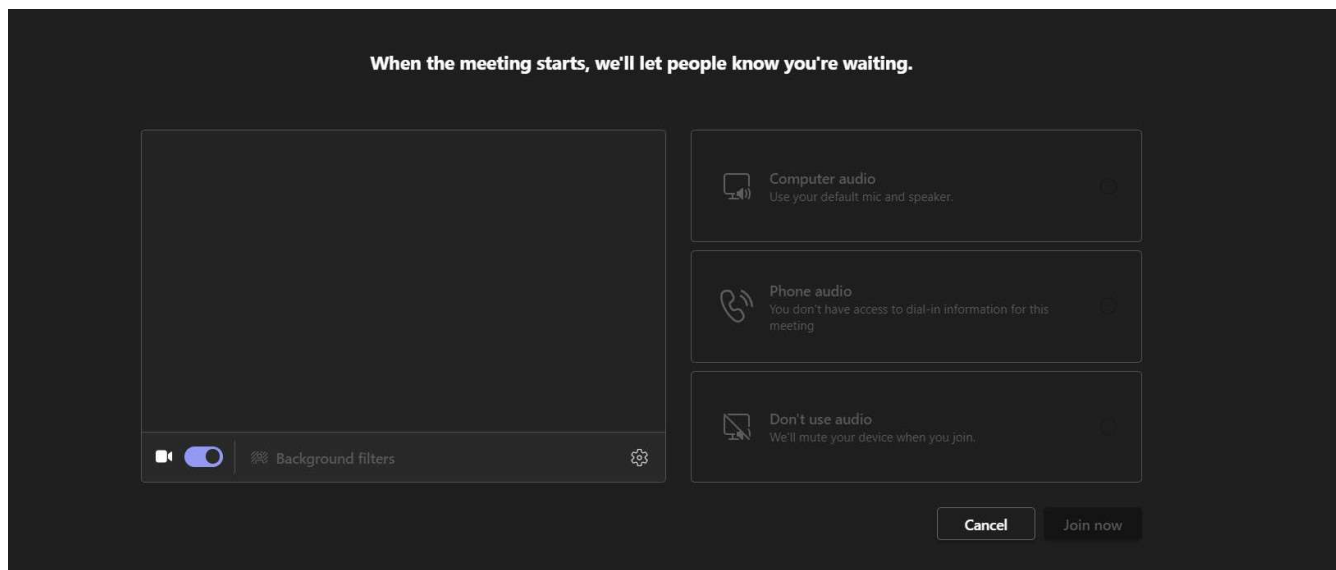 When the meeting starts, we'll let people know you're waiting.
Computer audio
Use your default mic and speaker.
Phone audio
You don't have access to dial-in information for this
meeting
Don't use audio
We'll mute your device when you join.
Background filters
Cancel
Join now